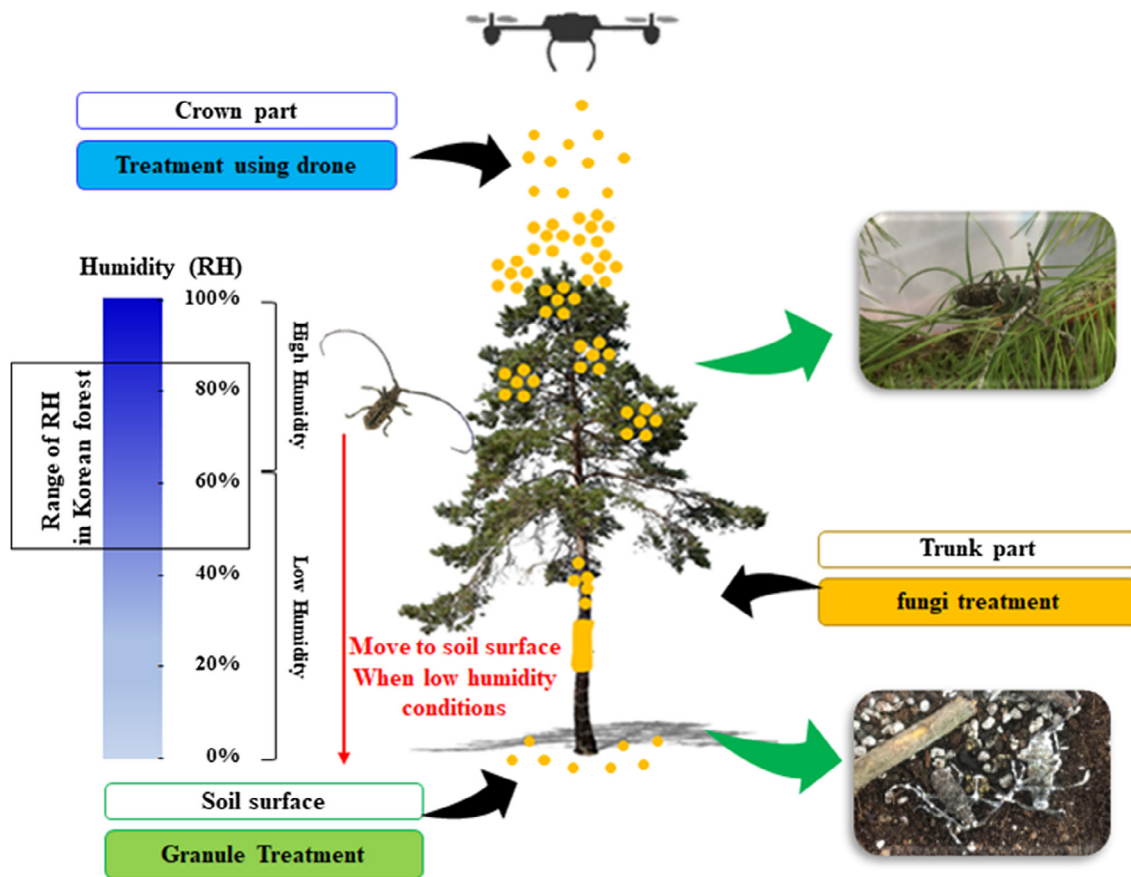 Crown part
Treatment using drone
Humidity (RH)
100%
80%
60%
40%
20%
0%
High Humidity
Low Humidity
Range of RH
in Korean forest
Move to soil surface
When low humidity
conditions
Trunk part
fungi treatment
Soil surface
Granule Treatment